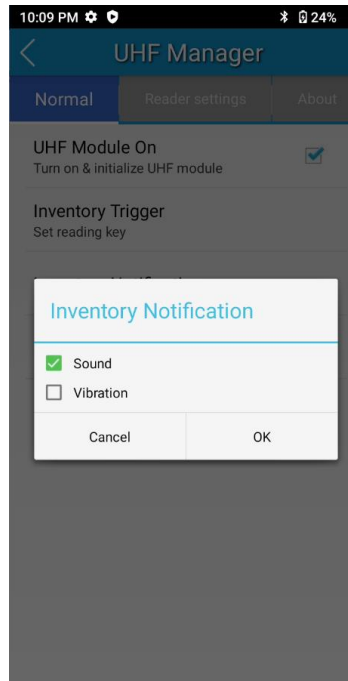 10:09 PM 24%
UHF Manager
Normal Reader settings About
UHF Module On
Turn on & initialize UHF module
Inventory Trigger
Set reading key
Inventory Notification
Sound
Vibration
Cancel OK